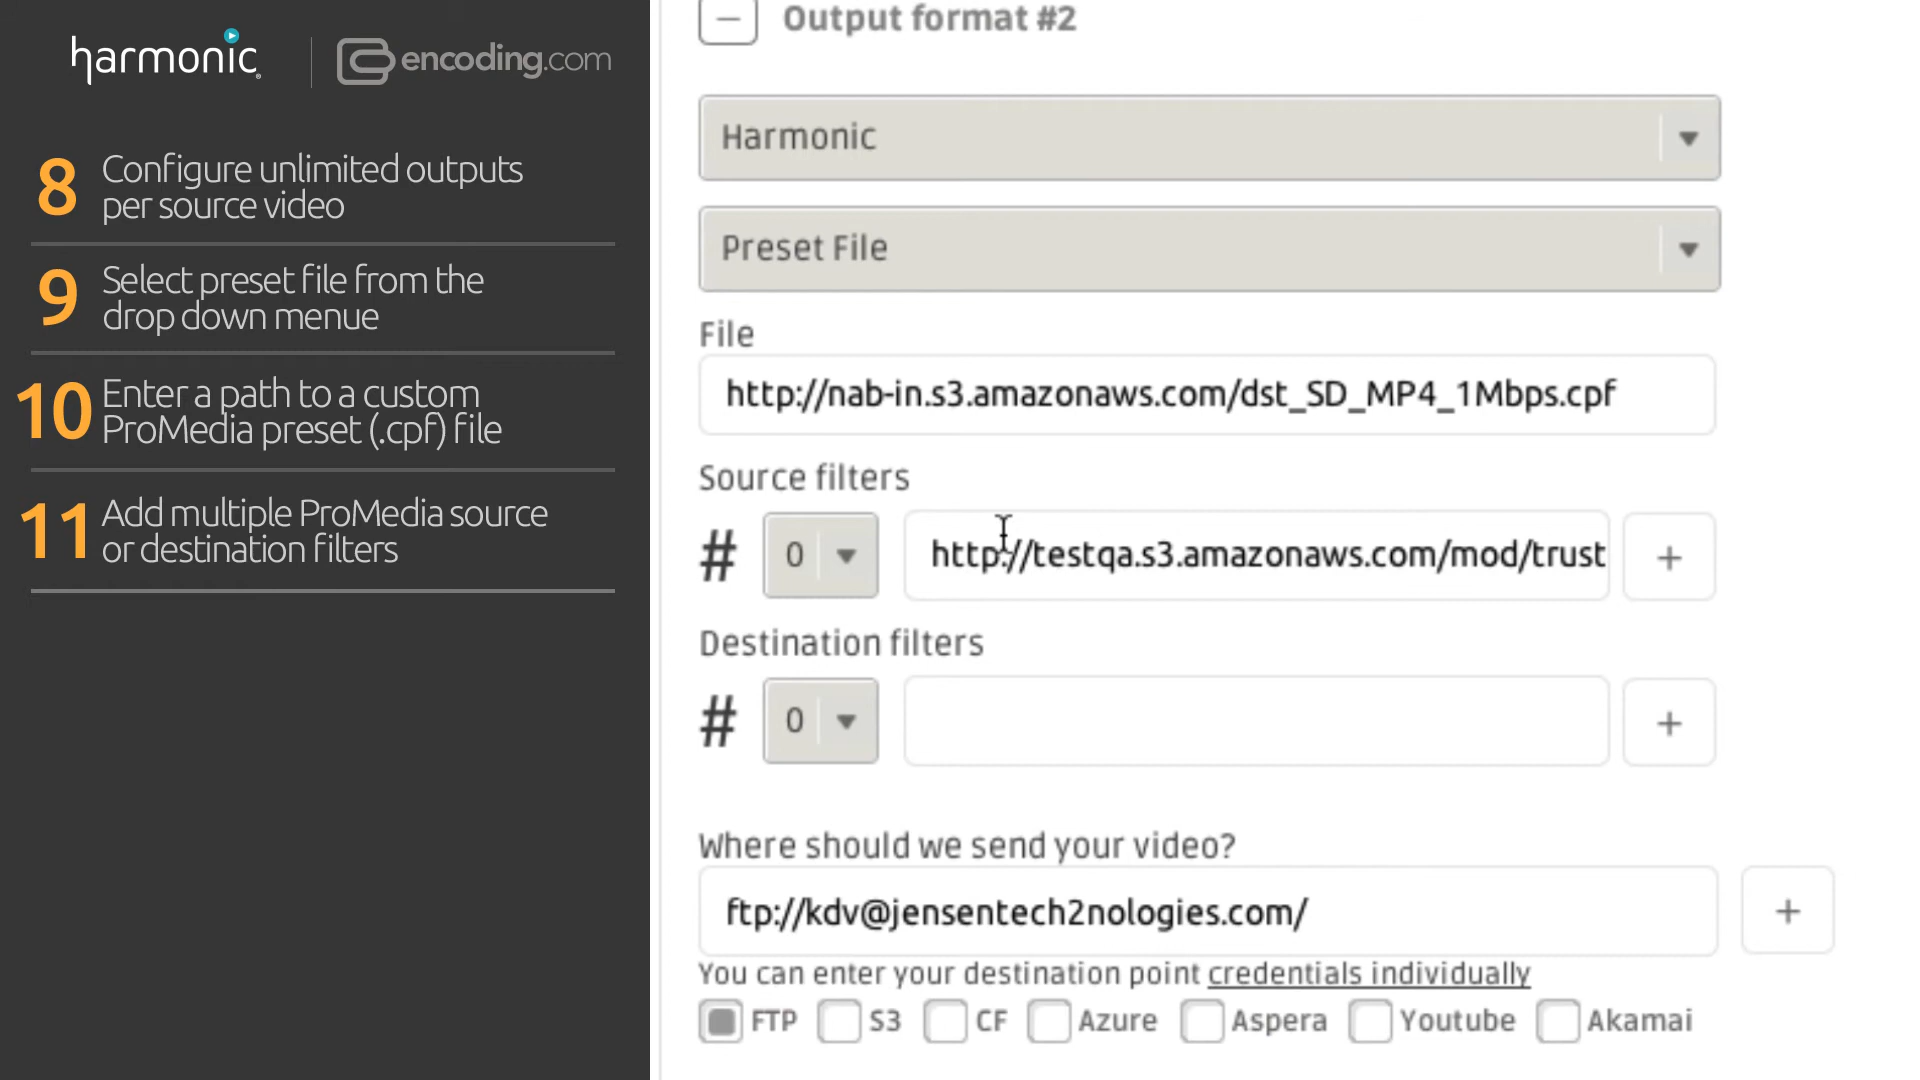 harmonic
encoding.com
8 Configure unlimited outputs
per source video
9 Select preset file from the
drop down menue
10 Enter a path to a custom
ProMedia preset (.cpf) file
11 Add multiple ProMedia source
or destination filters
Output format #2
Harmonic
Preset File
File
http://nab-in.s3.amazonaws.com/dst_SD_MP4_1Mbps.cpf
Source filters
# 0 http://testqa.s3.amazonaws.com/mod/trust +
Destination filters
# 0 +
Where should we send your video?
ftp://kdv@jensentech2nologies.com/ +
You can enter your destination point credentials individually
FTP S3 CF Azure Aspera Youtube Akamai